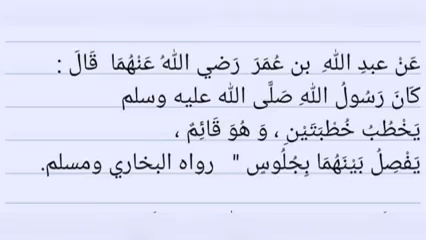 عَنْ عبدِ اللهِ بن عُمَرَ رَضي اللهُ عَنْهُمَا قَالَ :
كَانَ رَسُولُ اللهِ صَلَّى الله عليه وسلم
يَخْطُبُ خُطْبَتَيْنِ ، وَ هُوَ قَائِمٌ ،
يَفْصِلُ بَيْنَهُمَا بِجُلُوسٍ " رواه البخاري ومسلم.